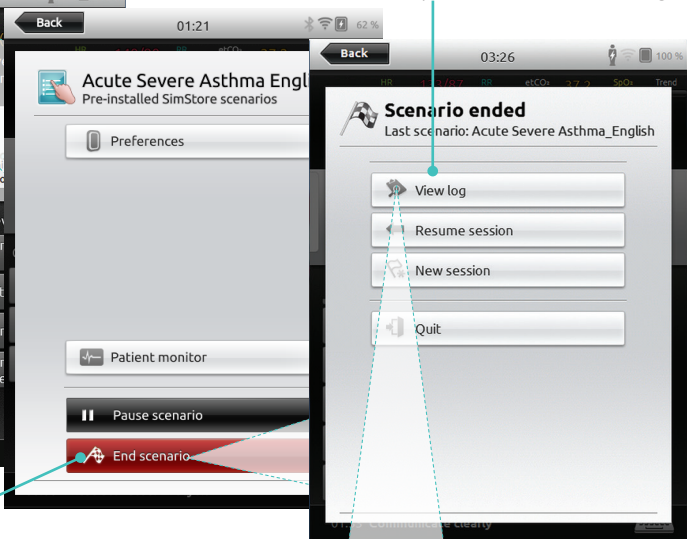 Back
01:21
62 %
Acute Severe Asthma Engl
Pre-installed SimStore scenarios
Preferences
Patient monitor
Pause scenario
End scenario
Back
03:26
100 %
HR
RR
etCO₂
37.2
SpO₂
Trend
Scenario ended
Last scenario: Acute Severe Asthma_English
View log
Resume session
New session
Quit
Communicate clearly